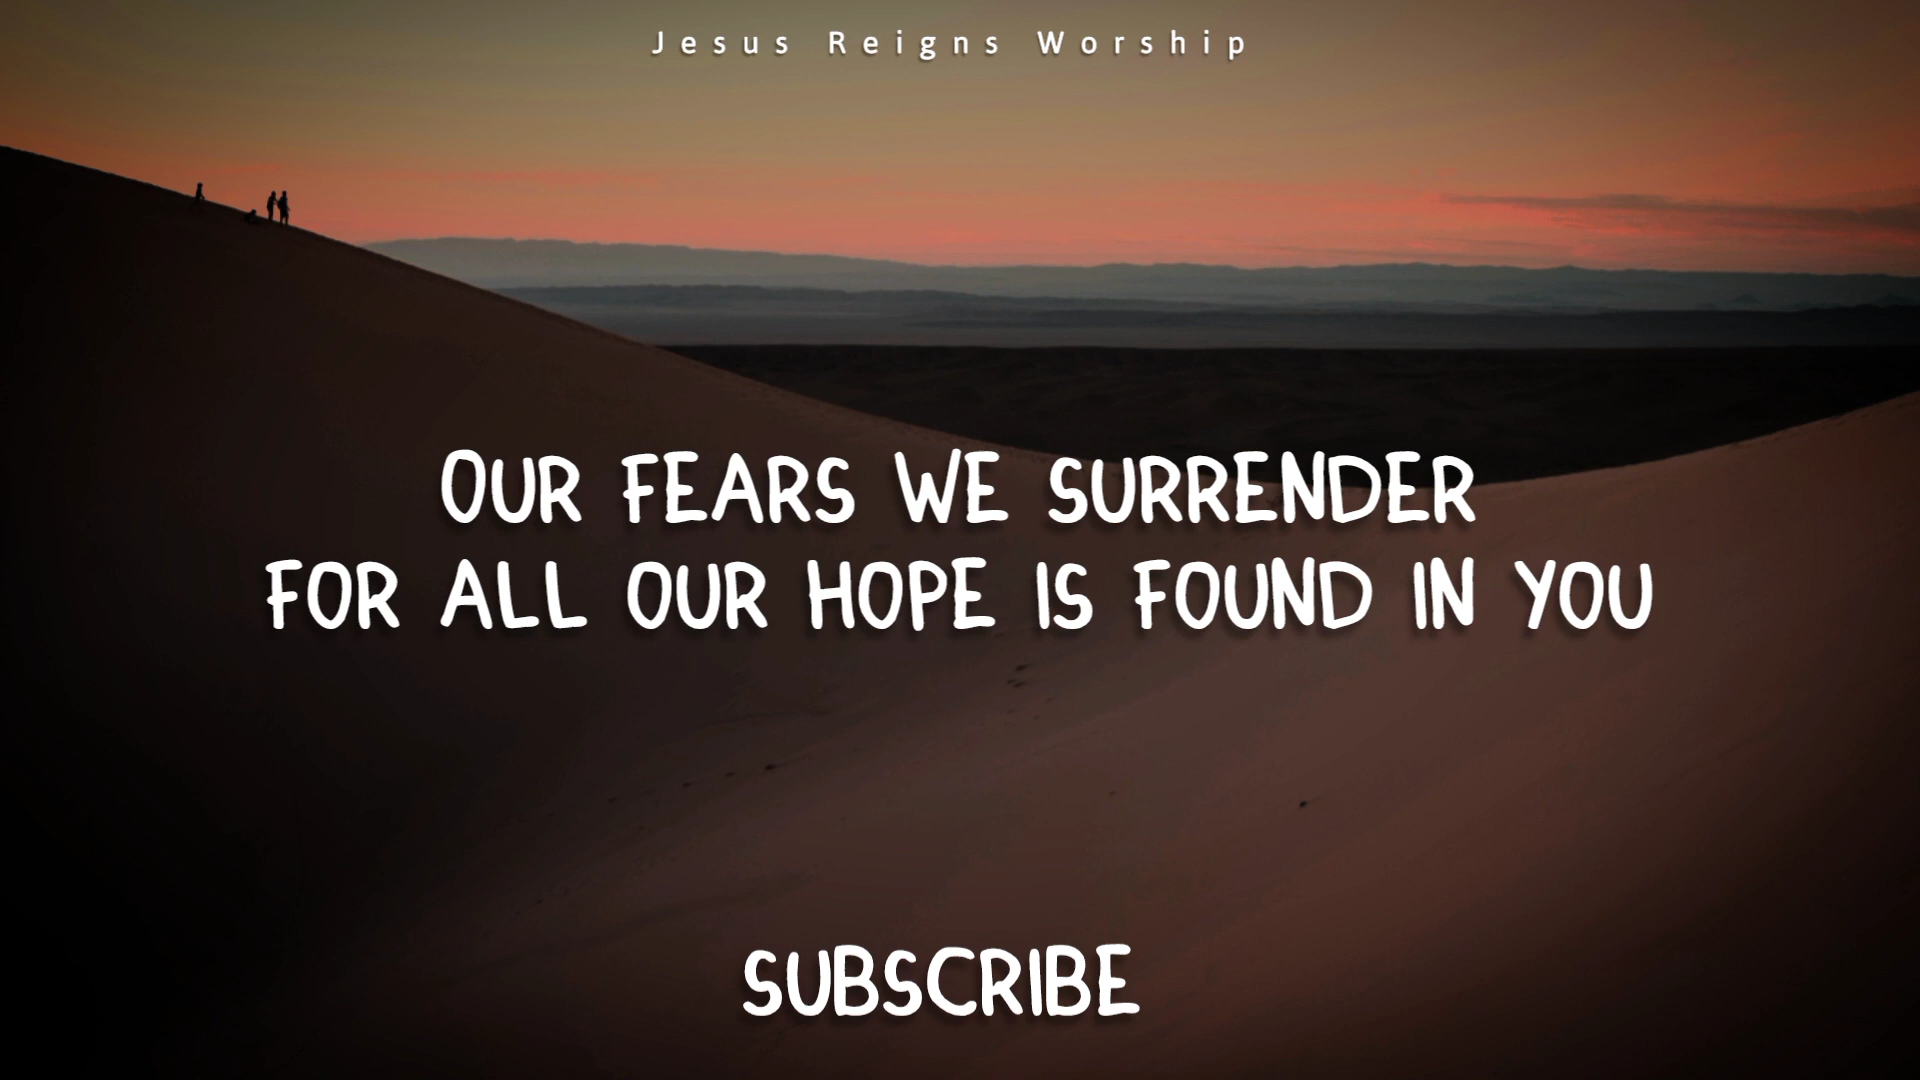 Jesus Reigns Worship
OUR FEARS WE SURRENDER
FOR ALL OUR HOPE IS FOUND IN YOU
SUBSCRIBE